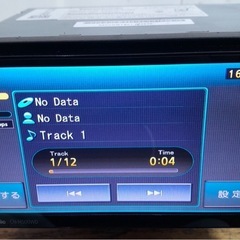 16
No Data
No Data
Track 1
Track Time
1/12 0:04
する
設定